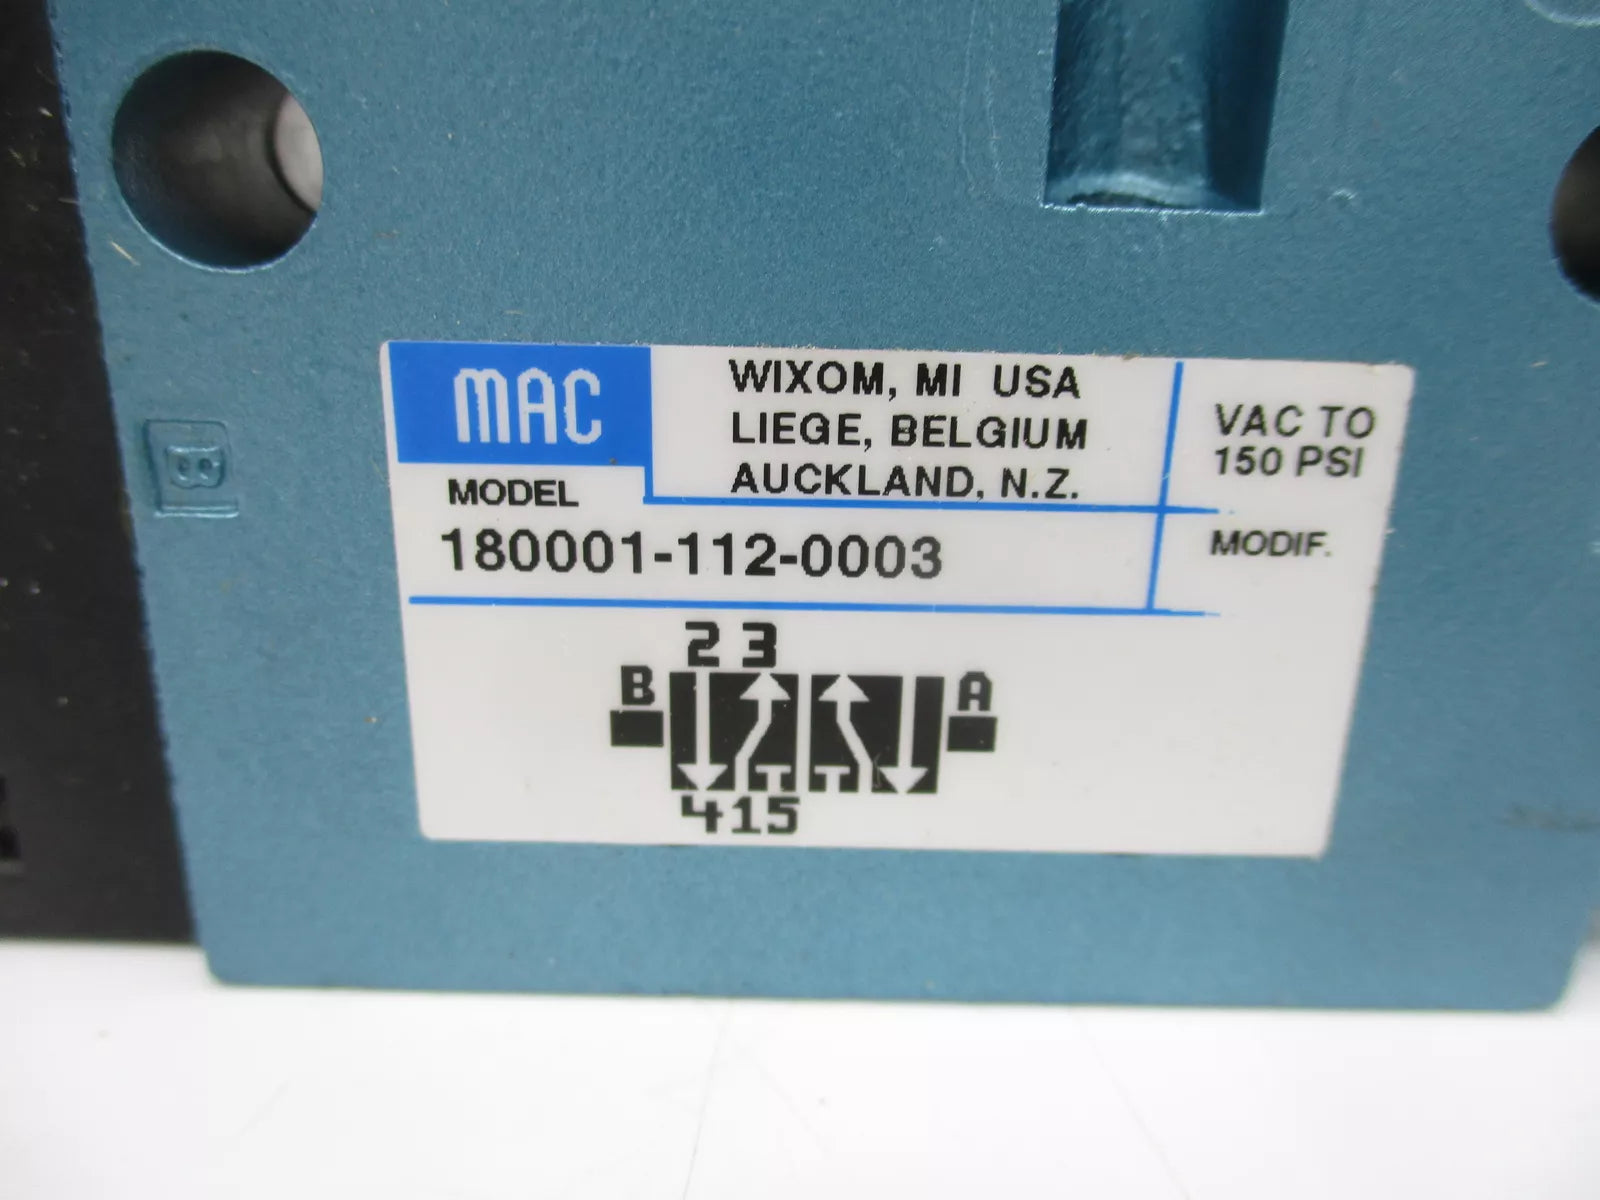 MAC
WIXOM, MI USA
LIEGE, BELGIUM
AUCKLAND, N.Z.
VAC TO
150 PSI
MODEL
180001-112-0003
MODIF.
2 3
B
A
4 1 5
B